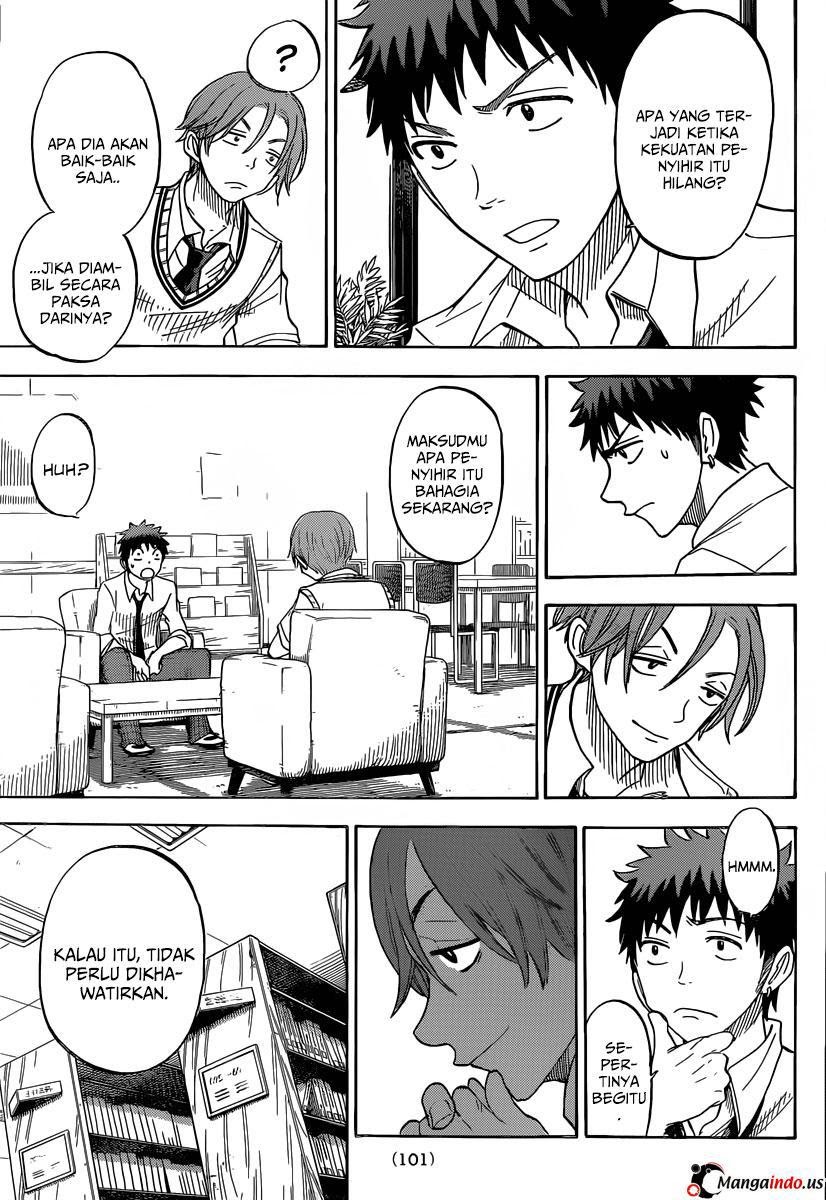 APA YANG TER-
JADI KETIKA
KEKUATAN PE-
NYIHIR ITU
HILANG?
?
APA DIA AKAN
BAIK-BAIK
SAJA..
...JIKA DIAM-
BIL SECARA
PAKSA
DARINYA?
MAKSUDMU
APA PE-
NYIHIR ITU
BAHAGIA
SEKARANG?
HUH?
HMMM.
SE-
PER-
TINYA
BEGITU
KALAU ITU, TIDAK
PERLU DIKHA-
WATIRKAN.
(101)
Mangaindo.us